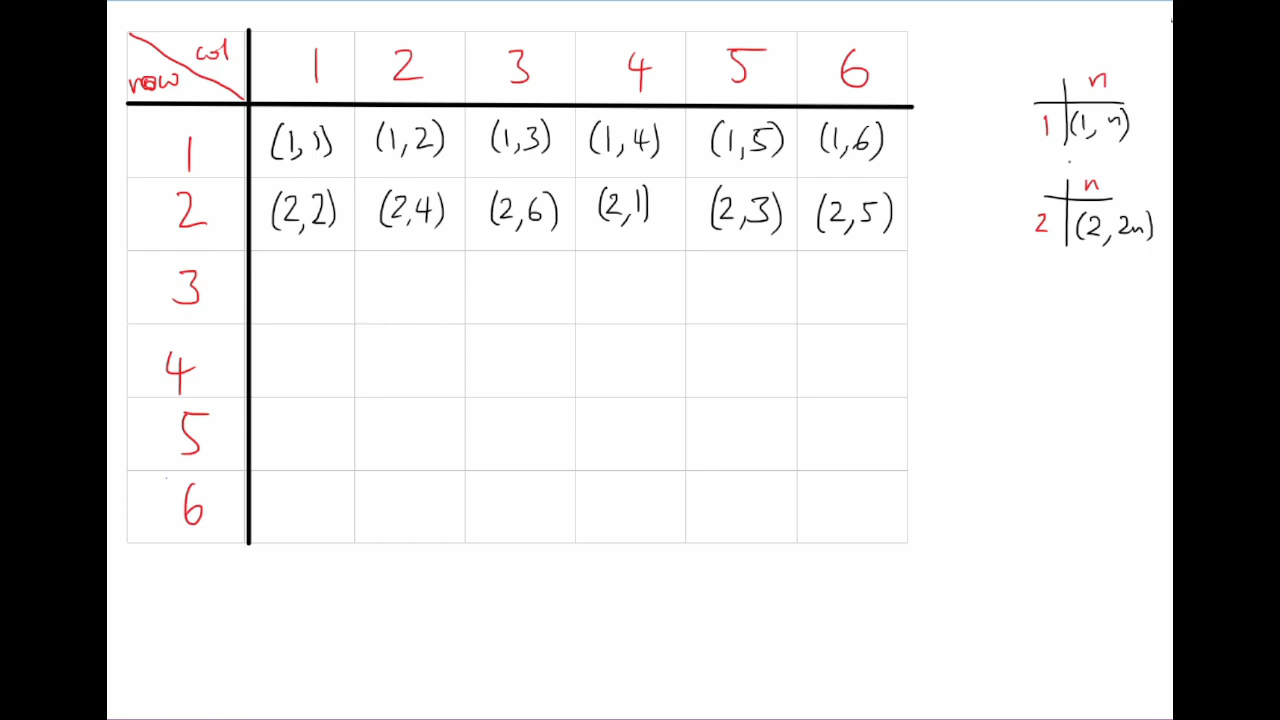 col
row
1 2 3 4 5 6
1 (1,1) (1,2) (1,3) (1,4) (1,5) (1,6)
2 (2,2) (2,4) (2,6) (2,1) (2,3) (2,5)
3
4
5
6
n
1 (1, n)
n
2 (2, 2n)